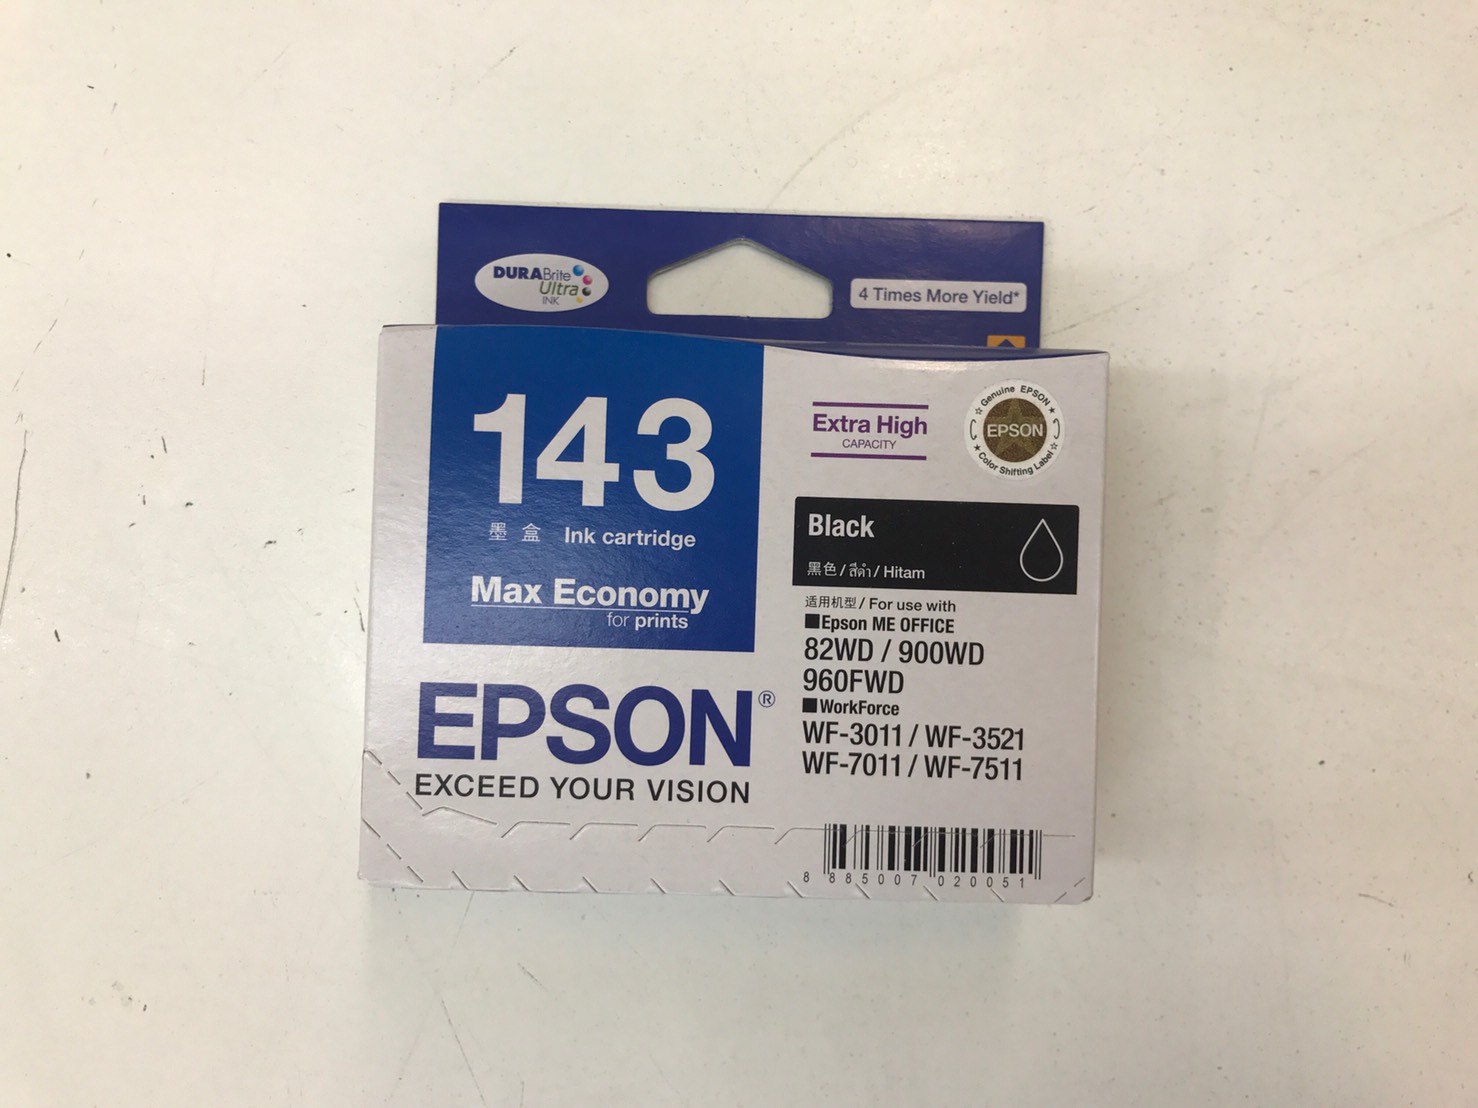 DURABrite
Ultra
INK
4 Times More Yield*
143
墨 盒 Ink cartridge
Max Economy
for prints
EPSON®
EXCEED YOUR VISION
Extra High
CAPACITY
Genuine EPSON
EPSON
Color Shifting Label
Black
黑色/สีดำ/Hitam
适用机型/For use with
■Epson ME OFFICE
82WD / 900WD
960FWD
■WorkForce
WF-3011 / WF-3521
WF-7011 / WF-7511
8 885007 020051